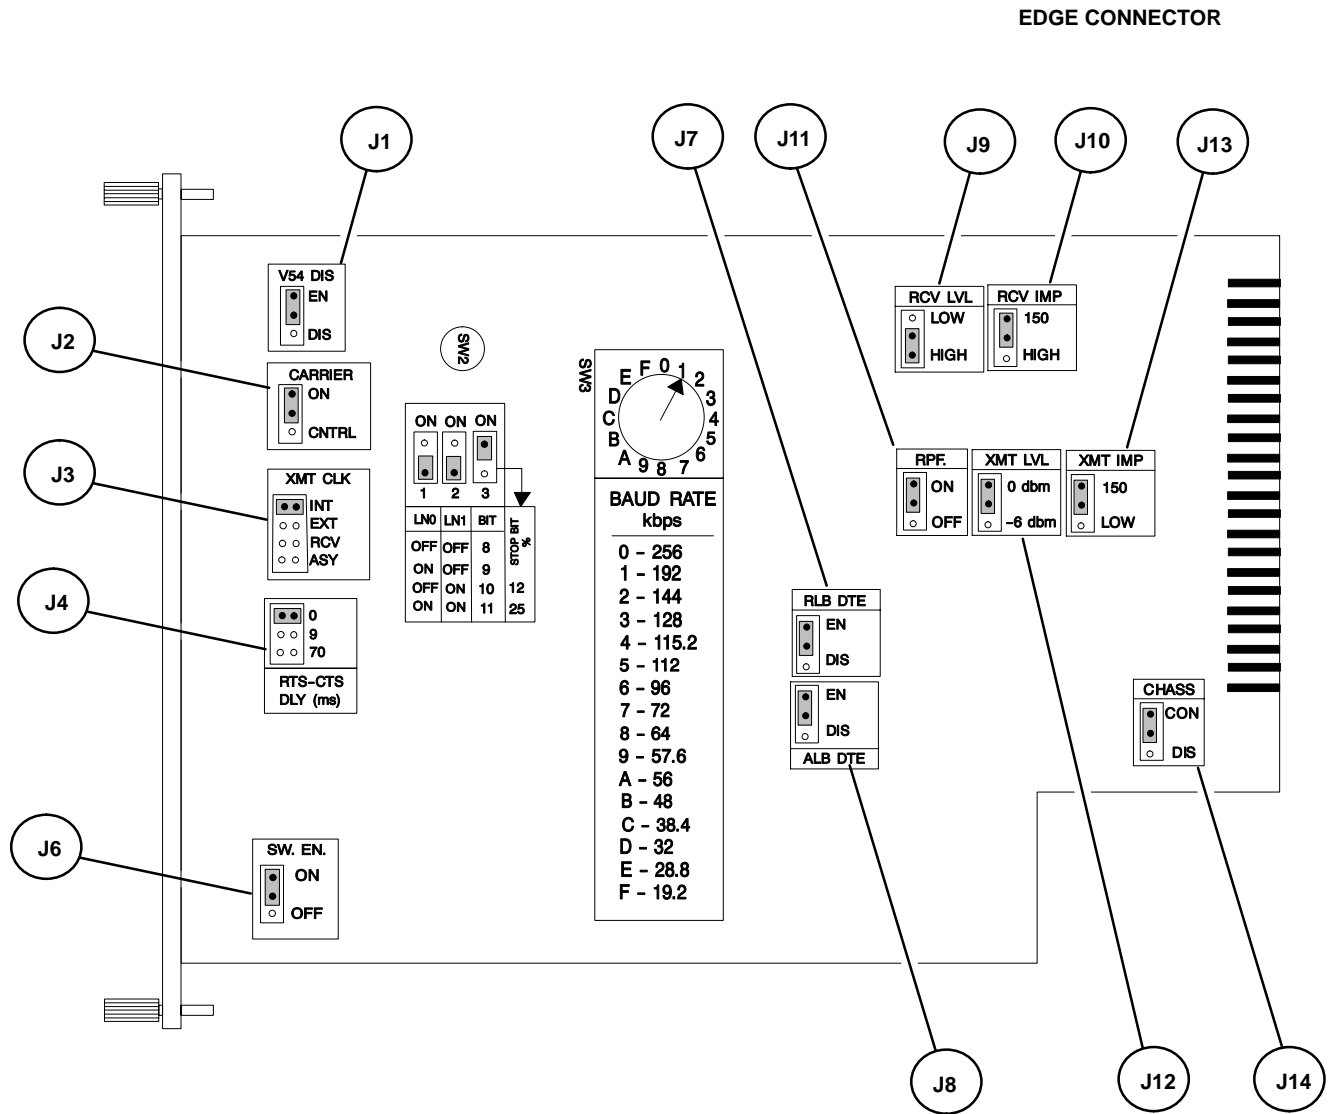 EDGE CONNECTOR
J1
J7
J11
J9
J10
J13
V54 DIS
EN
DIS
J2
CARRIER
ON
CNTRL
J3
XMT CLK
INT
EXT
RCV
ASY
J4
0
9
70
RTS-CTS
DLY (ms)
J6
SW. EN.
ON
OFF
SW2
ON ON ON
1 2 3
LN0 LN1 BIT STOP BIT %
OFF OFF 8
ON OFF 9
OFF ON 10 12
ON ON 11 25
SW3
0 1 2 3 4 5 6 7 8 9 A B C D E F
BAUD RATE
kbps
0 - 256
1 - 192
2 - 144
3 - 128
4 - 115.2
5 - 112
6 - 96
7 - 72
8 - 64
9 - 57.6
A - 56
B - 48
C - 38.4
D - 32
E - 28.8
F - 19.2
RCV LVL
LOW
HIGH
RCV IMP
150
HIGH
RPF.
ON
OFF
XMT LVL
0 dbm
-6 dbm
XMT IMP
150
LOW
RLB DTE
EN
DIS
EN
DIS
ALB DTE
CHASS
CON
DIS
J8
J12
J14